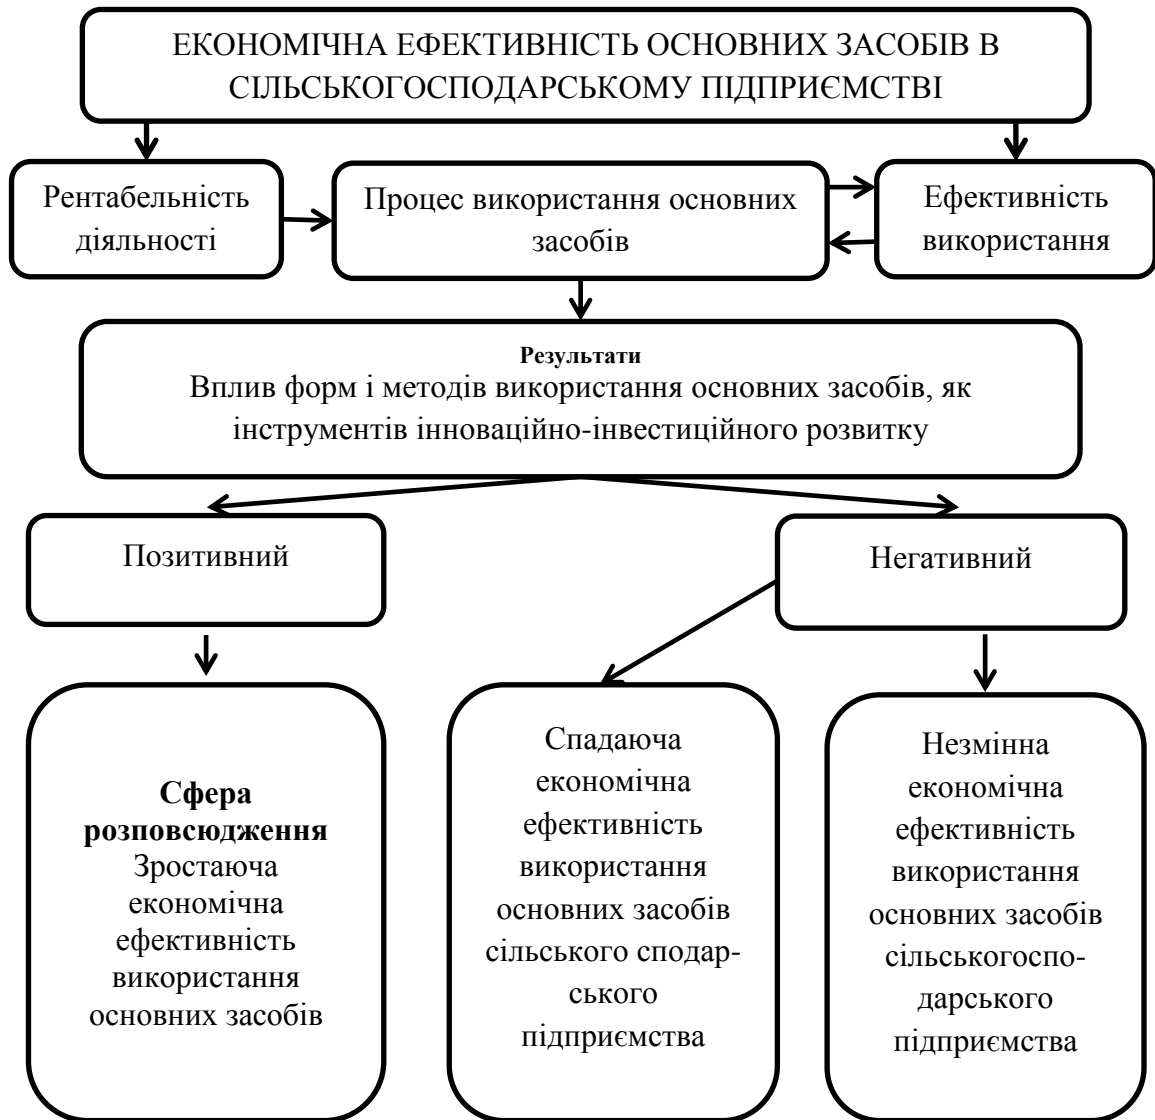 ЕКОНОМІЧНА ЕФЕКТИВНІСТЬ ОСНОВНИХ ЗАСОБІВ В
СІЛЬСЬКОГОСПОДАРСЬКОМУ ПІДПРИЄМСТВІ
Рентабельність
діяльності
Процес використання основних
засобів
Ефективність
використання
Результати
Вплив форм і методів використання основних засобів, як
інструментів інноваційно-інвестиційного розвитку
Позитивний
Негативний
Сфера
розповсюдження
Зростаюча
економічна
ефективність
використання
основних засобів
Спадаюча
економічна
ефективність
використання
основних засобів
сільського сподар-
ського
підприємства
Незмінна
економічна
ефективність
використання
основних засобів
сільськогоспо-
дарського
підприємства